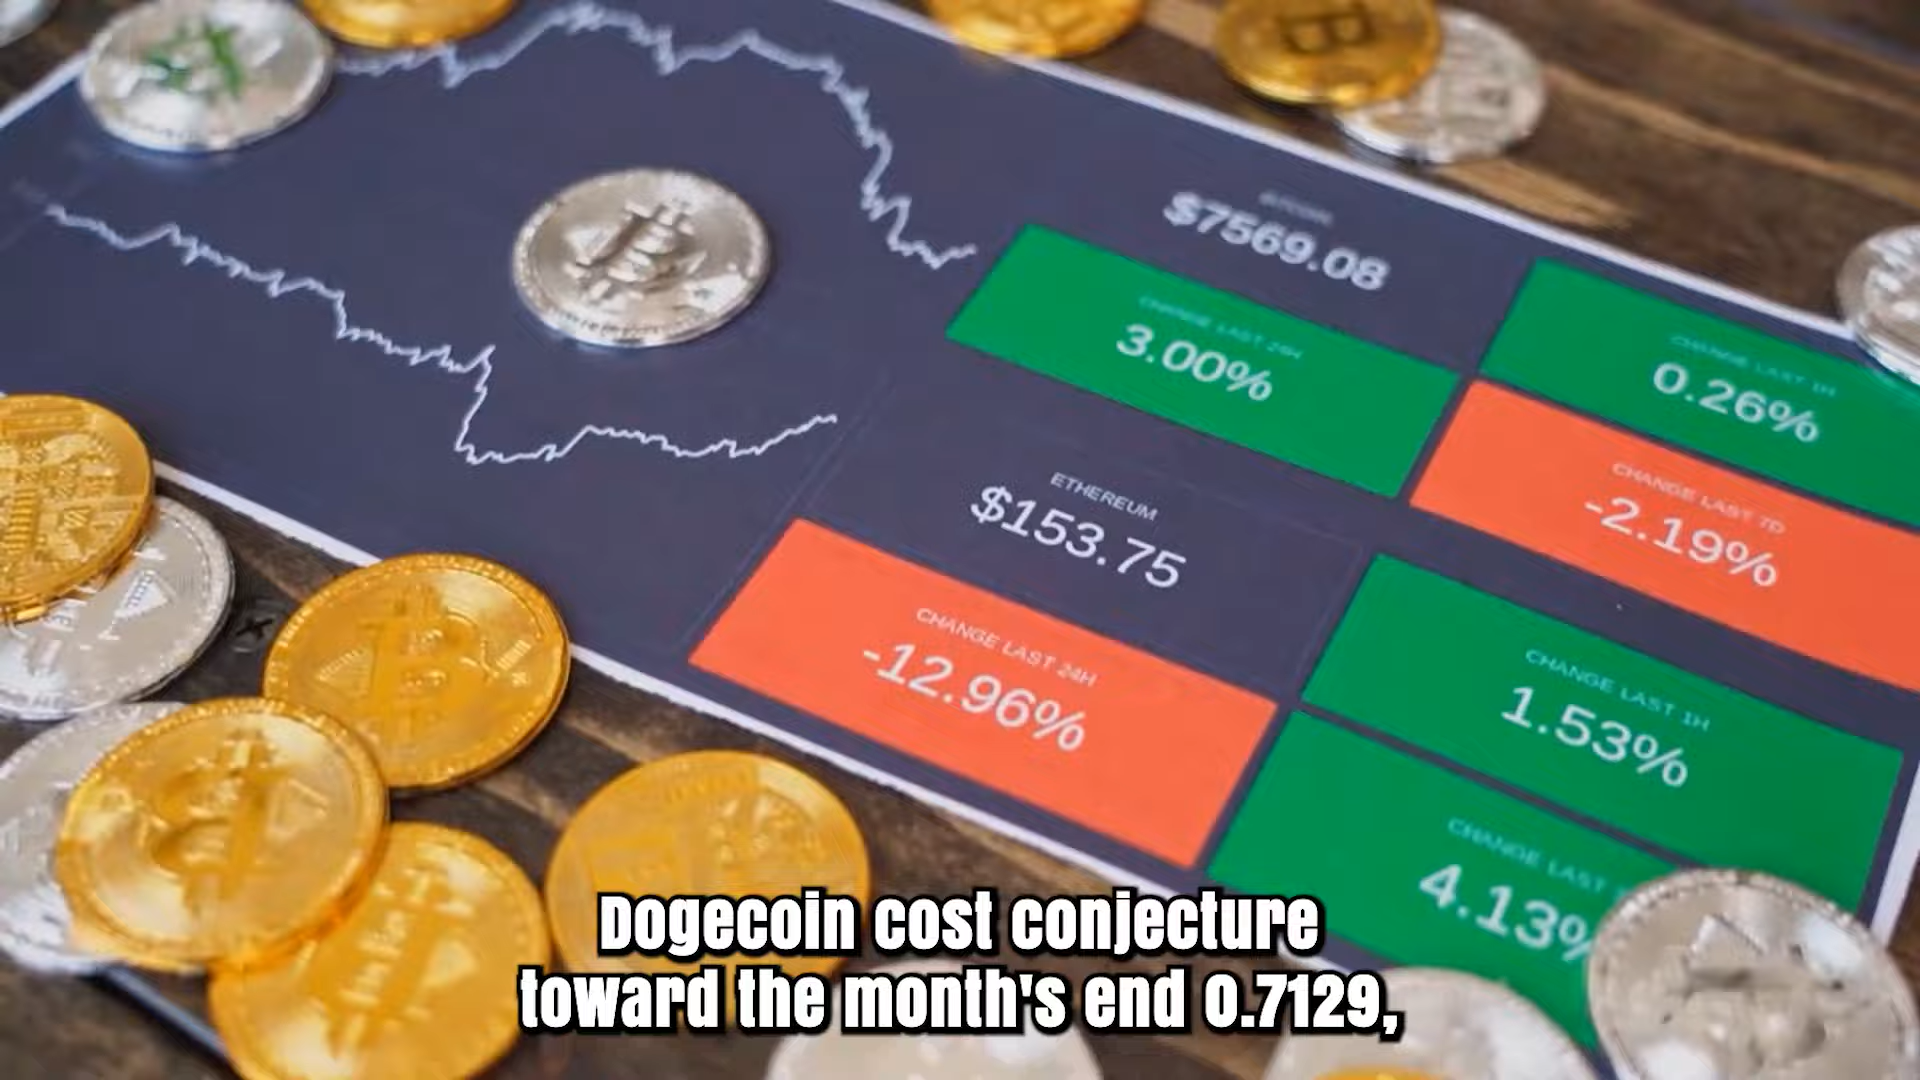 $7569.08
CHANGE LAST 24H
3.00%
CHANGE LAST 1H
0.26%
CHANGE LAST 7D
-2.19%
ETHEREUM
$153.75
CHANGE LAST 24H
-12.96%
CHANGE LAST 1H
1.53%
CHANGE LAST
4.13%
B
Dogecoin cost conjecture
toward the month's end 0.7129,